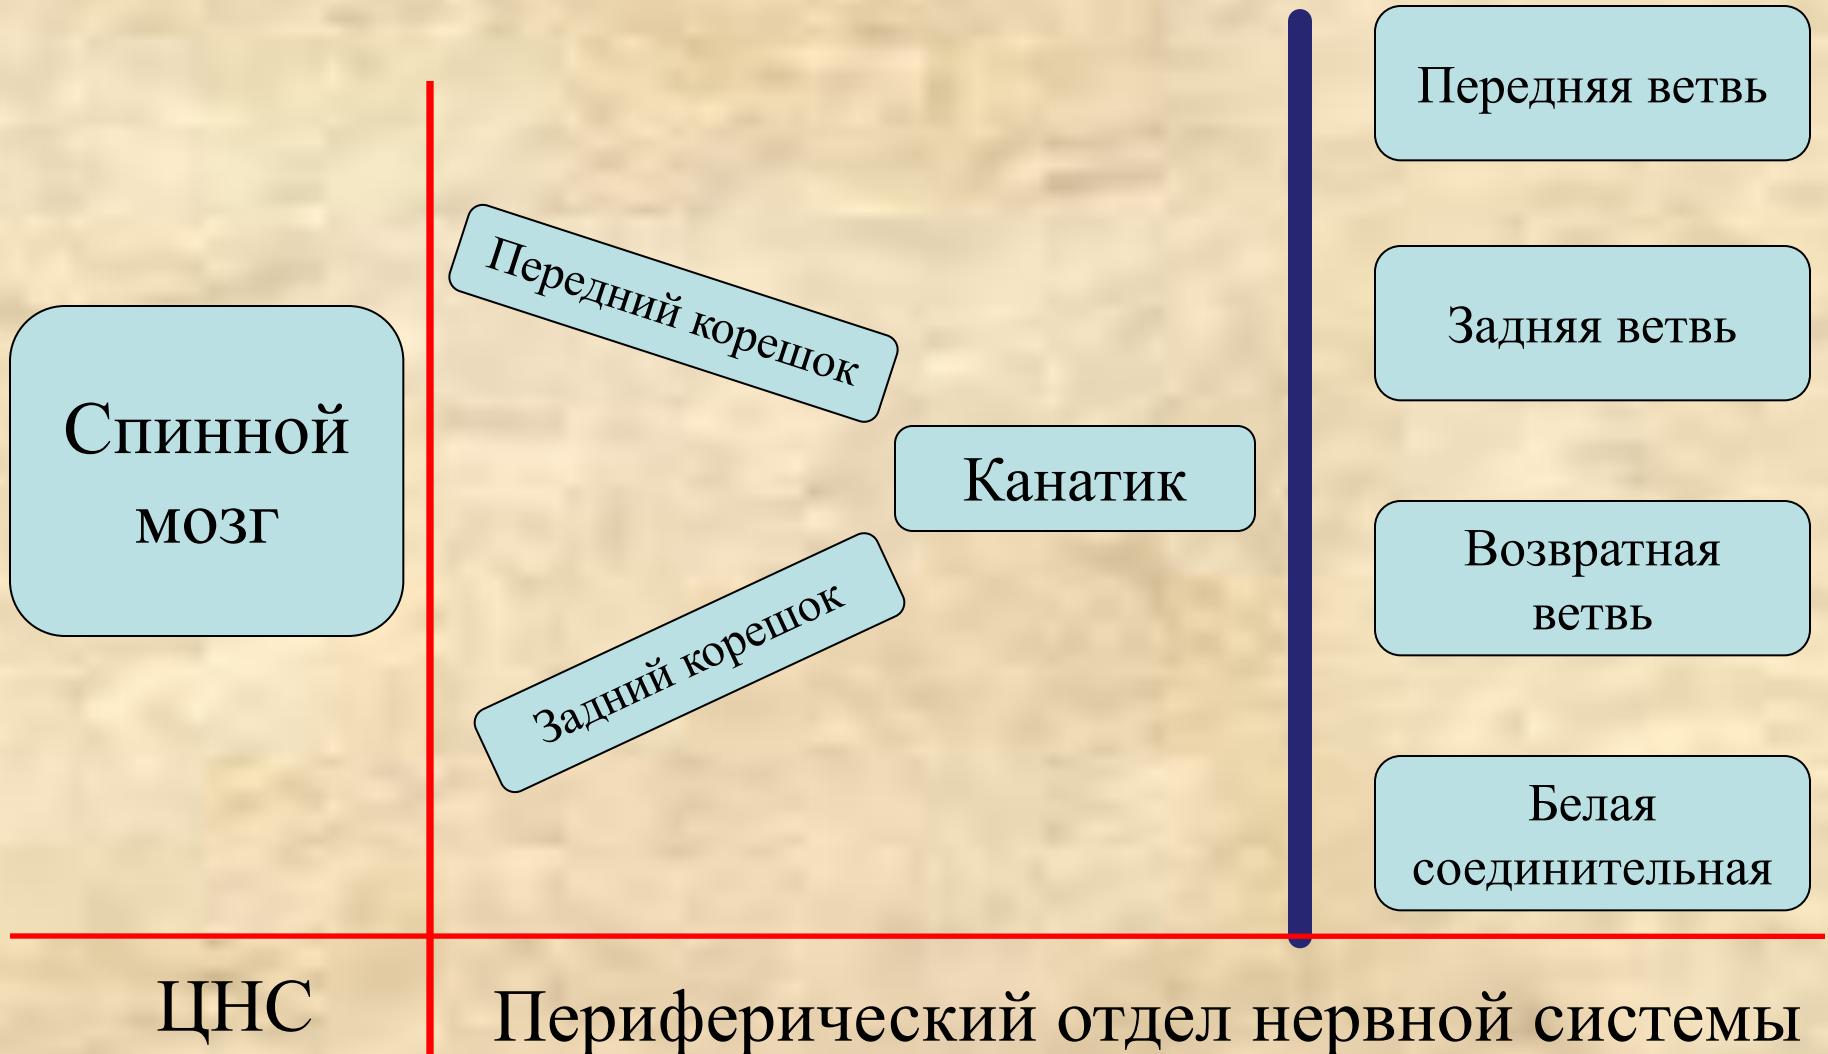 Спинной
мозг
Передний корешок
Задний корешок
Канатик
Передняя ветвь
Задняя ветвь
Возвратная
ветвь
Белая
соединительная
ЦНС
Периферический отдел нервной системы